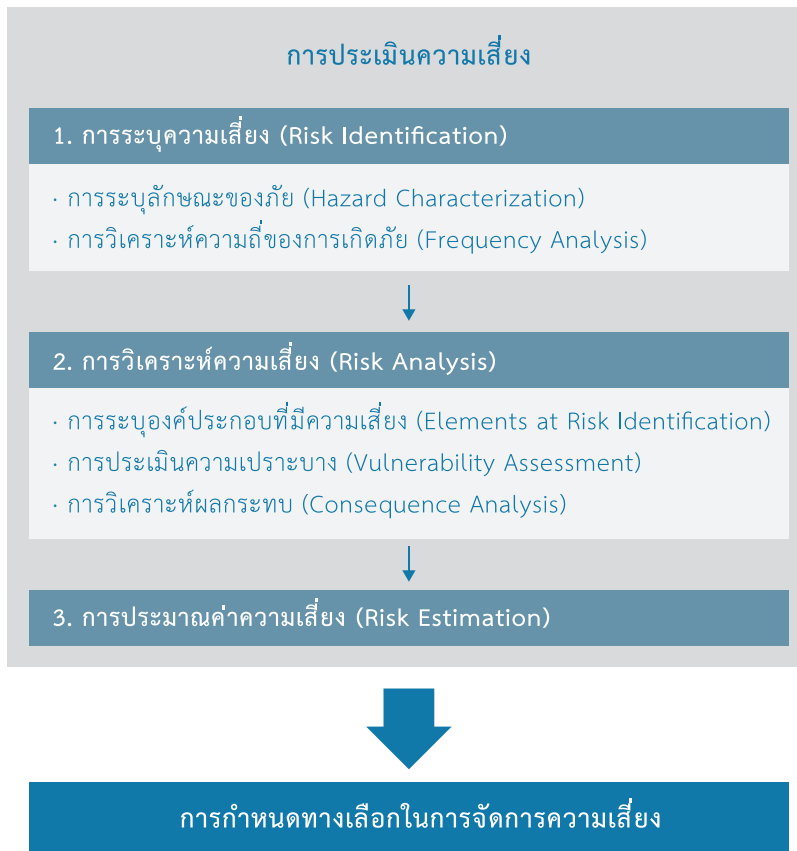 การประเมินความเสี่ยง
1. การระบุความเสี่ยง (Risk Identification)
· การระบุลักษณะของภัย (Hazard Characterization)
· การวิเคราะห์ความถี่ของการเกิดภัย (Frequency Analysis)
2. การวิเคราะห์ความเสี่ยง (Risk Analysis)
· การระบุองค์ประกอบที่มีความเสี่ยง (Elements at Risk Identification)
· การประเมินความเปราะบาง (Vulnerability Assessment)
· การวิเคราะห์ผลกระทบ (Consequence Analysis)
3. การประมาณค่าความเสี่ยง (Risk Estimation)
การกำหนดทางเลือกในการจัดการความเสี่ยง